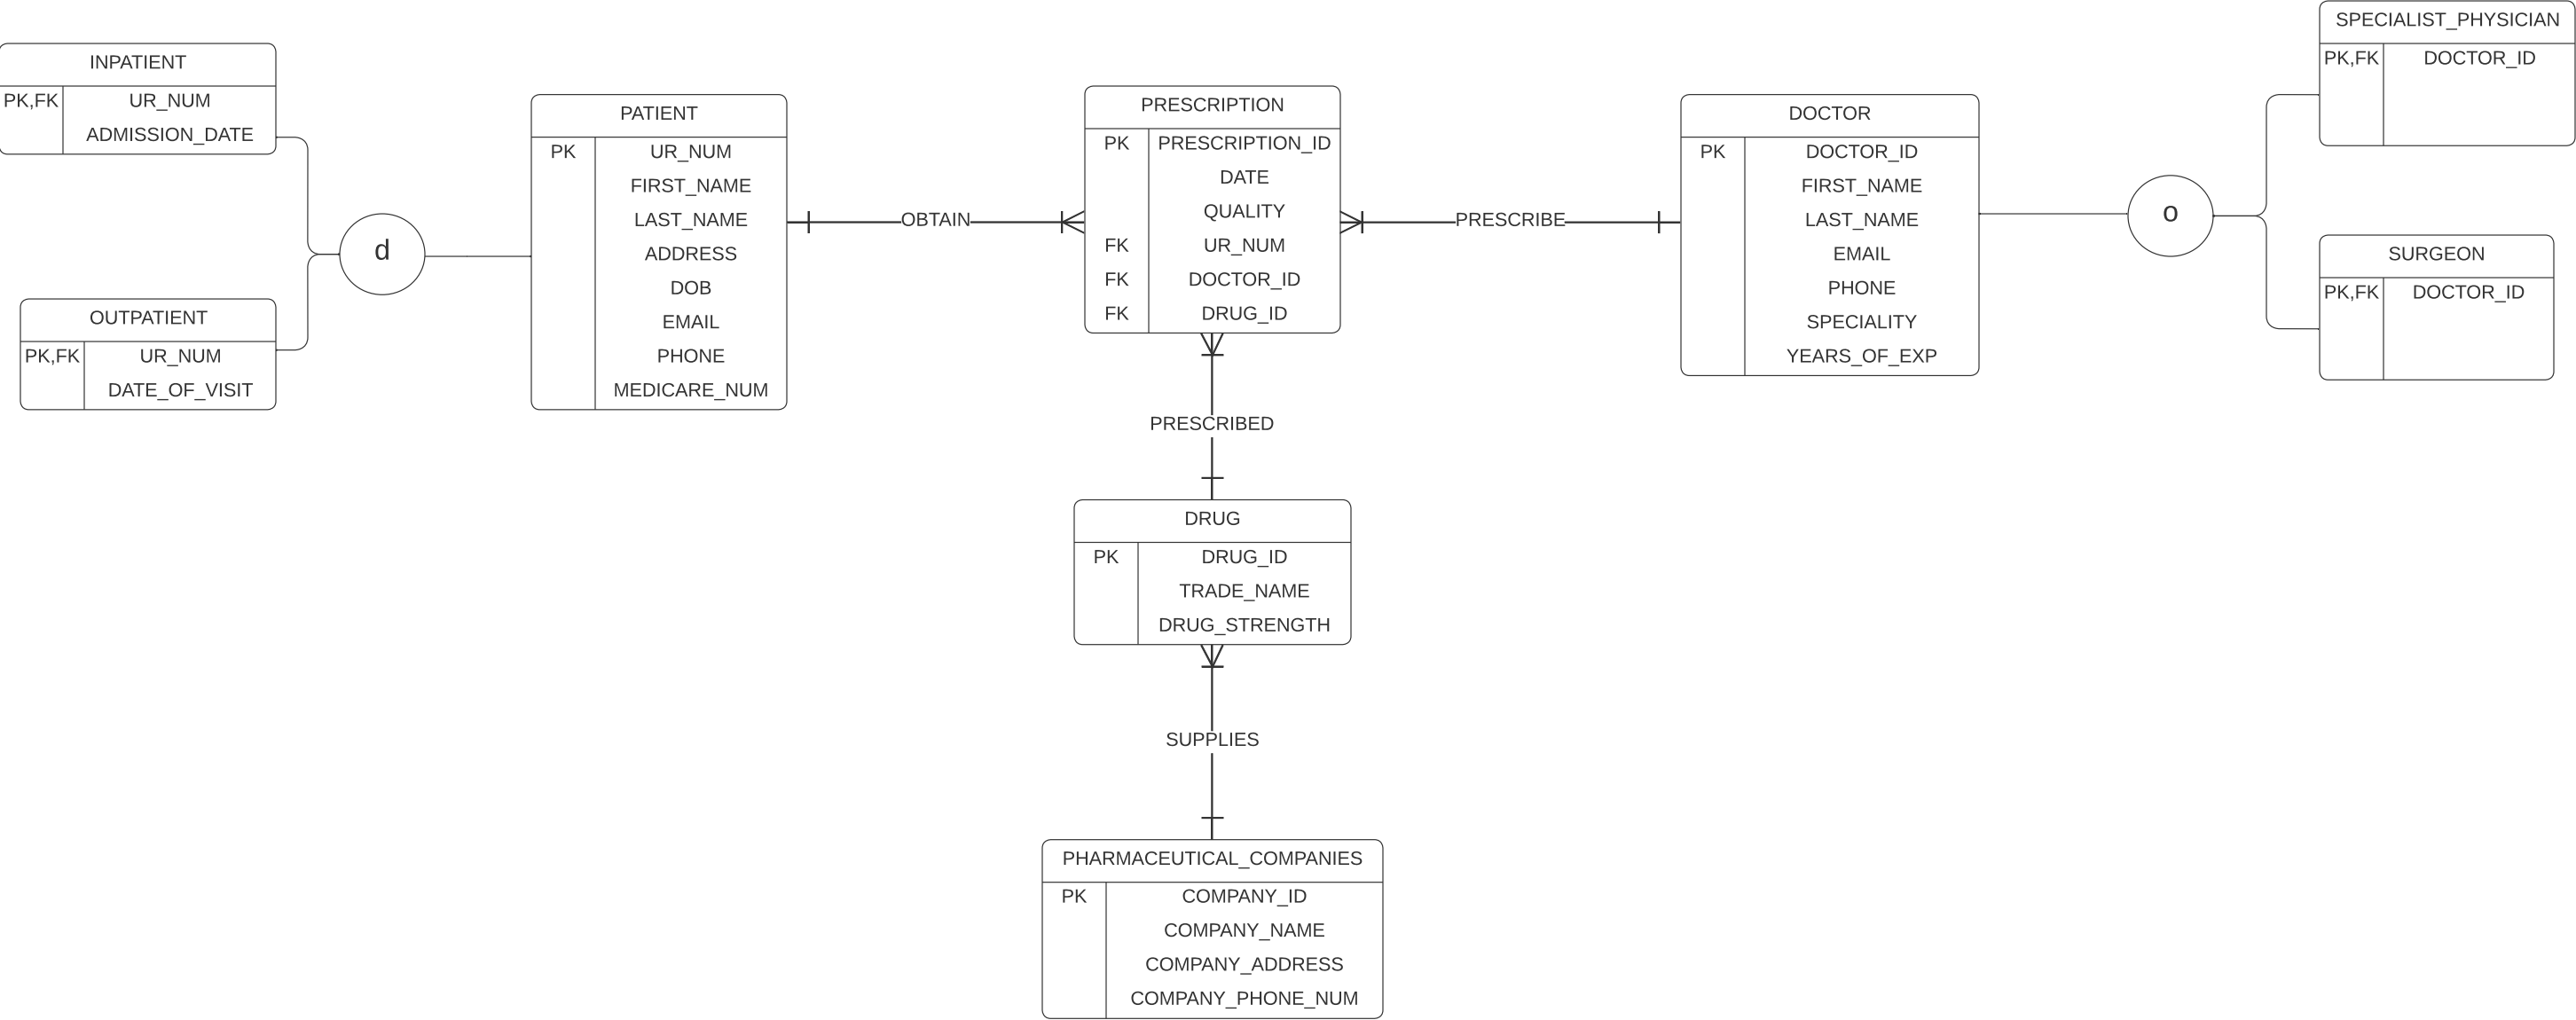 INPATIENT
PK,FK UR_NUM
ADMISSION_DATE
OUTPATIENT
PK,FK UR_NUM
DATE_OF_VISIT
d
PATIENT
PK UR_NUM
FIRST_NAME
LAST_NAME
ADDRESS
DOB
EMAIL
PHONE
MEDICARE_NUM
OBTAIN
PRESCRIPTION
PK PRESCRIPTION_ID
DATE
QUALITY
FK UR_NUM
FK DOCTOR_ID
FK DRUG_ID
PRESCRIBE
DOCTOR
PK DOCTOR_ID
FIRST_NAME
LAST_NAME
EMAIL
PHONE
SPECIALITY
YEARS_OF_EXP
o
SPECIALIST_PHYSICIAN
PK,FK DOCTOR_ID
SURGEON
PK,FK DOCTOR_ID
PRESCRIBED
DRUG
PK DRUG_ID
TRADE_NAME
DRUG_STRENGTH
SUPPLIES
PHARMACEUTICAL_COMPANIES
PK COMPANY_ID
COMPANY_NAME
COMPANY_ADDRESS
COMPANY_PHONE_NUM